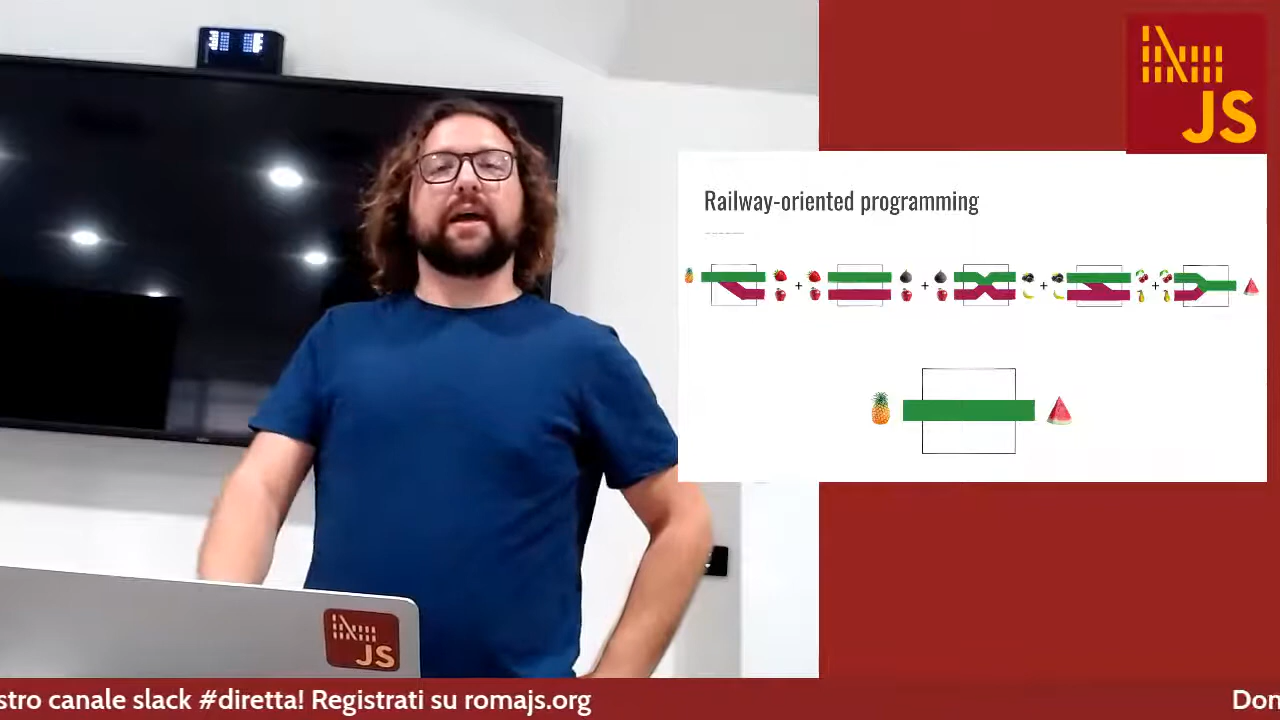 JS
Railway-oriented programming
+ + + +
JS
stro canale slack #diretta! Registrati su romajs.org
Don